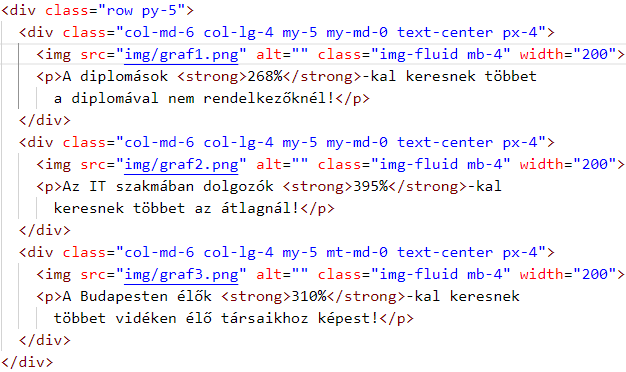 <div class="row py-5">
<div class="col-md-6 col-lg-4 my-5 my-md-0 text-center px-4">
<img src="img/graf1.png" alt="" class="img-fluid mb-4" width="200">
<p>A diplomások <strong>268%</strong>-kal keresnek többet
a diplomával nem rendelkezőknél!</p>
</div>
<div class="col-md-6 col-lg-4 my-5 my-md-0 text-center px-4">
<img src="img/graf2.png" alt="" class="img-fluid mb-4" width="200">
<p>Az IT szakmában dolgozók <strong>395%</strong>-kal
keresnek többet az átlagnál!</p>
</div>
<div class="col-md-6 col-lg-4 my-5 mt-md-0 text-center px-4">
<img src="img/graf3.png" alt="" class="img-fluid mb-4" width="200">
<p>A Budapesten élők <strong>310%</strong>-kal keresnek
többet vidéken élő társaikhoz képest!</p>
</div>
</div>